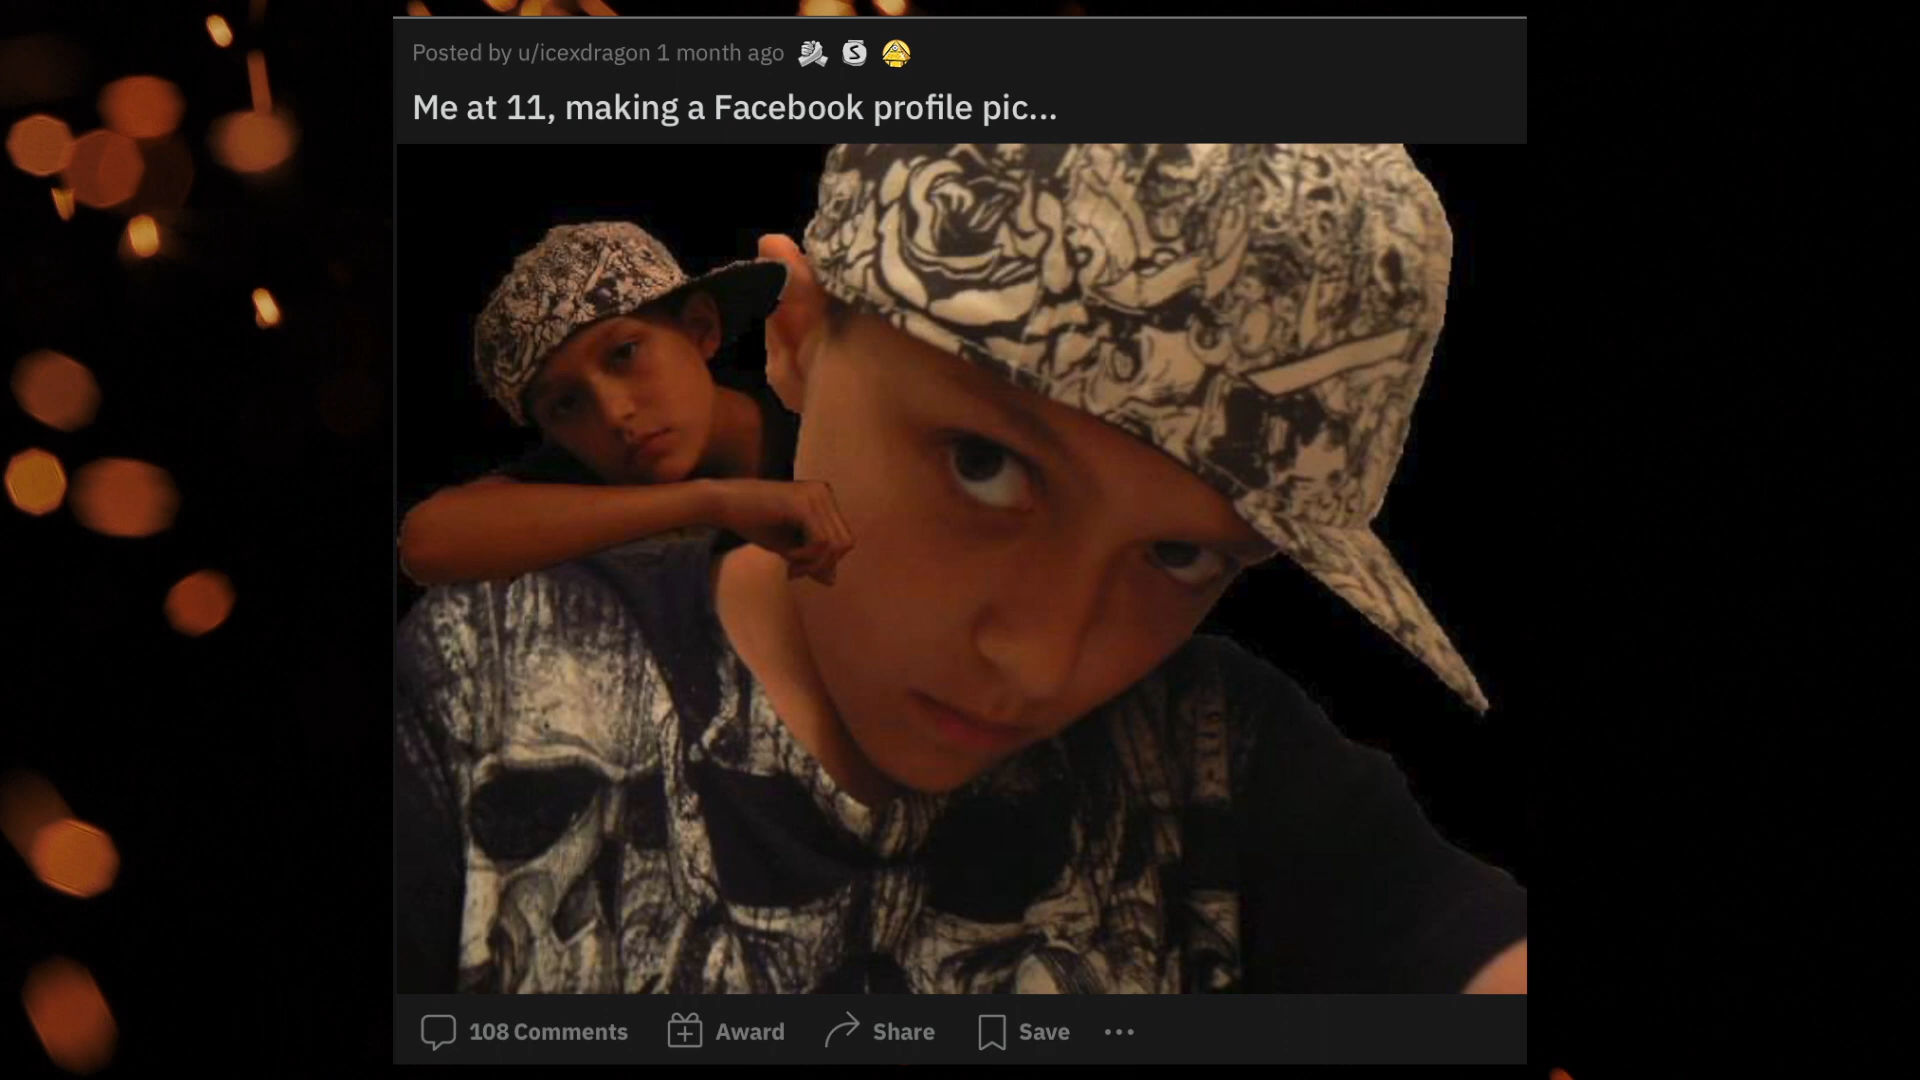 Posted by u/icexdragon 1 month ago
Me at 11, making a Facebook profile pic...
108 Comments Award Share Save